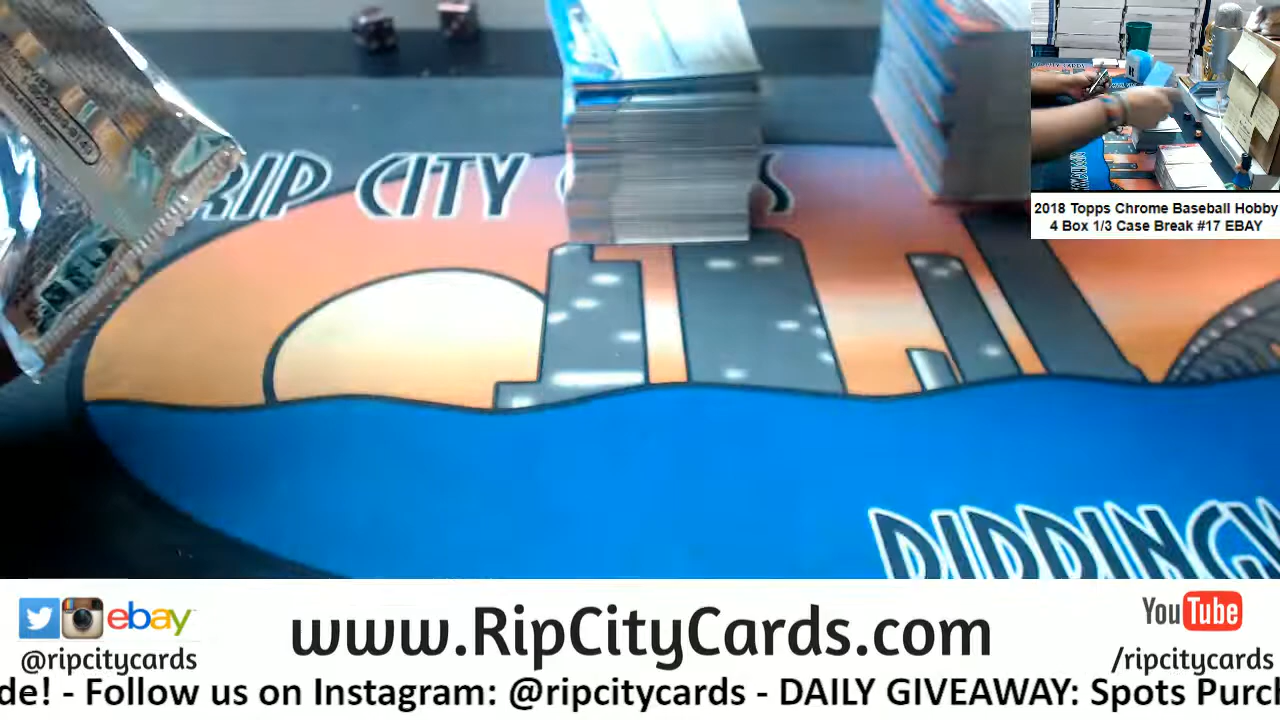 RIP CITY
2018 Topps Chrome Baseball Hobby
4 Box 1/3 Case Break #17 EBAY
ebay
@ripcitycards
www.RipCityCards.com
YouTube
/ripcitycards
de! - Follow us on Instagram: @ripcitycards - DAILY GIVEAWAY: Spots Purch